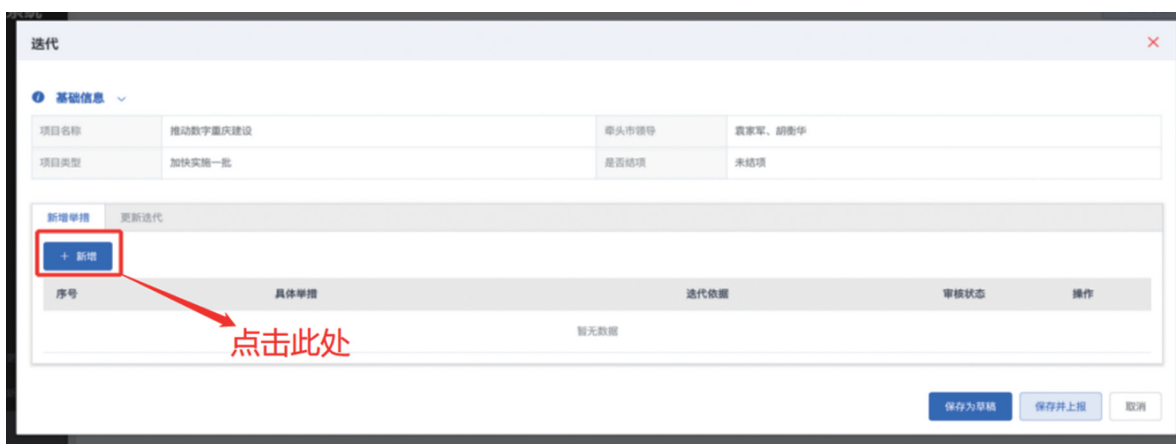 迭代
基础信息
项目名称 推动数字重庆建设 牵头市领导 袁家军、胡衡华
项目类型 加快实施一批 是否结项 未结项
新增举措 更新迭代
+ 新增
序号 具体举措 迭代依据 审核状态 操作
暂无数据
点击此处
保存为草稿 保存并上报 取消